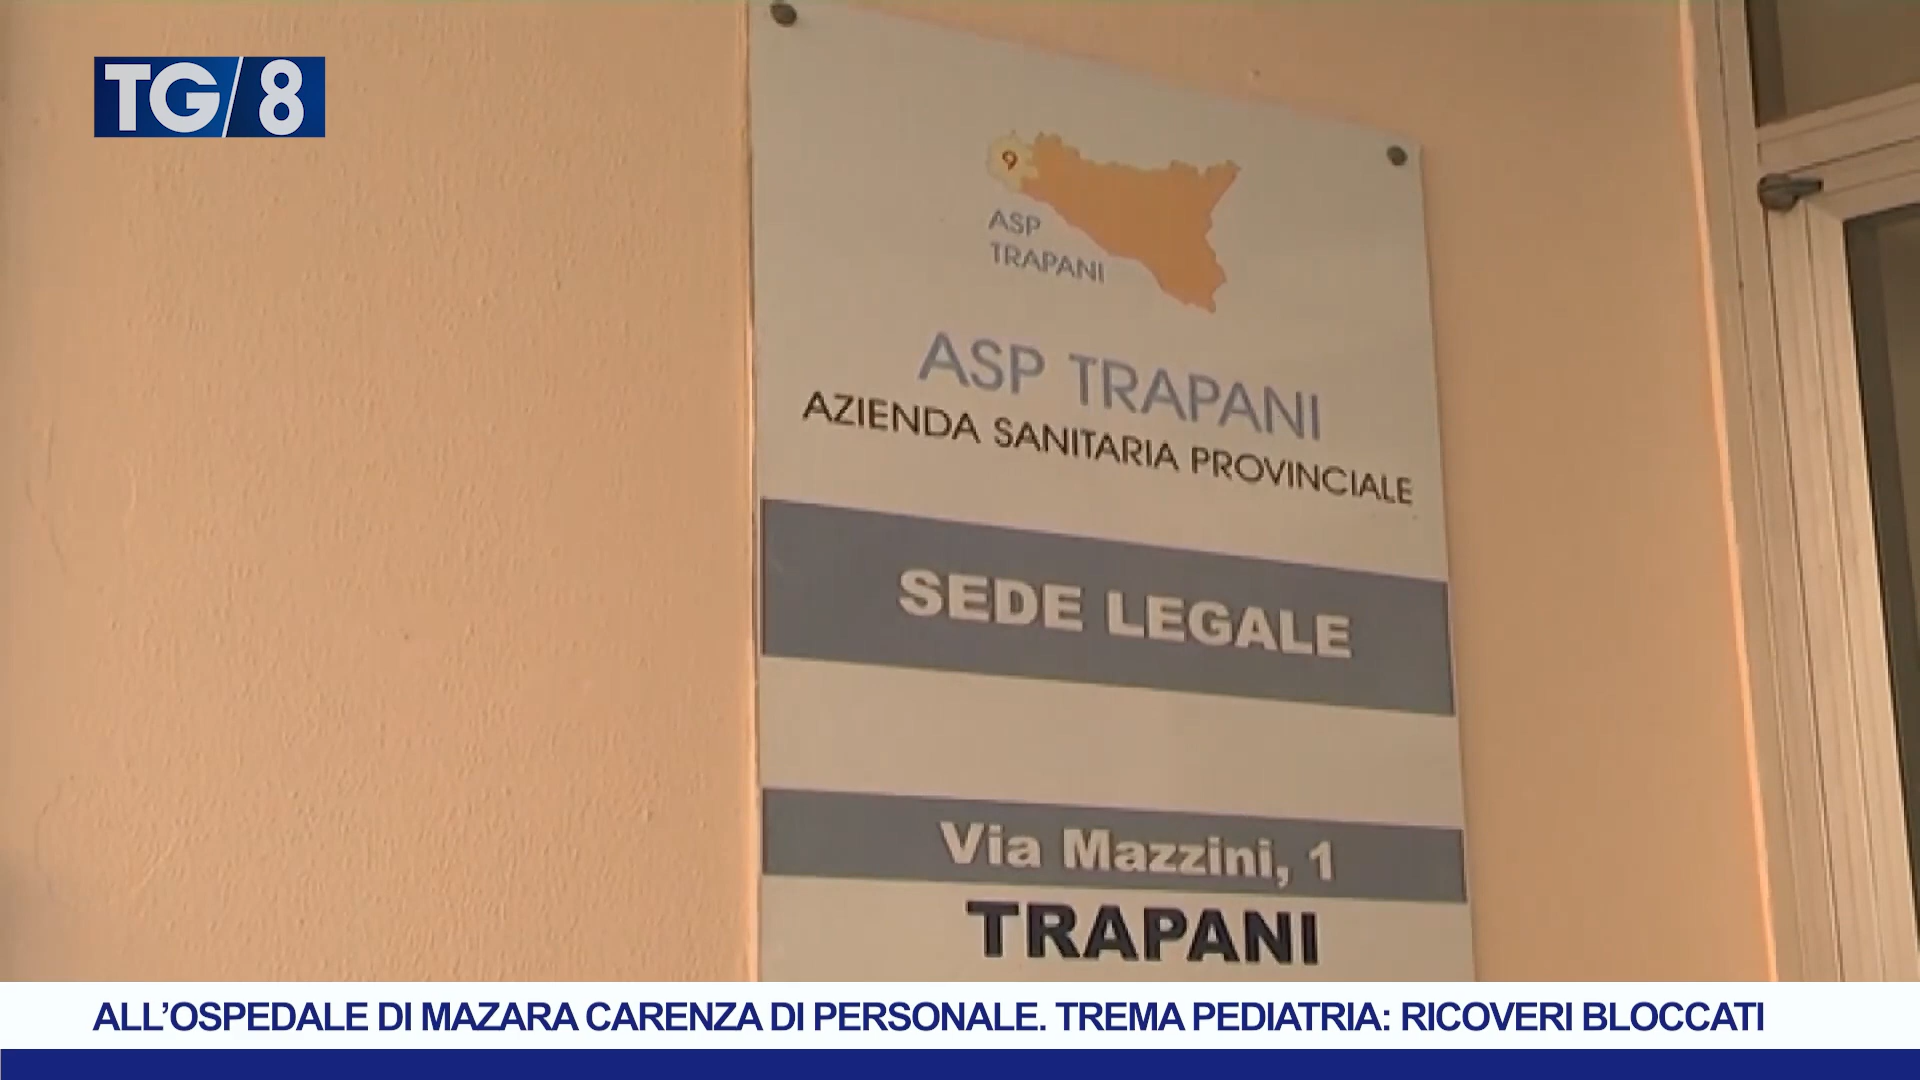 TG/8
9
ASP
TRAPANI
ASP TRAPANI
AZIENDA SANITARIA PROVINCIALE
SEDE LEGALE
Via Mazzini, 1
TRAPANI
ALL'OSPEDALE DI MAZARA CARENZA DI PERSONALE. TREMA PEDIATRIA: RICOVERI BLOCCATI